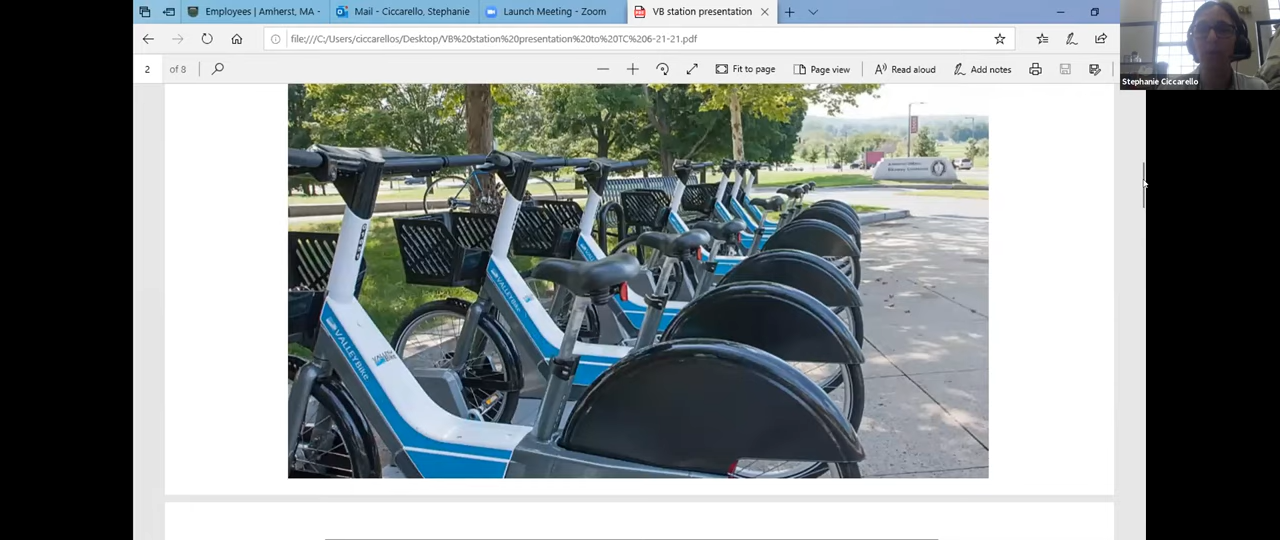 Employees | Amherst, MA -
Mail - Ciccarello, Stephanie
Launch Meeting - Zoom
VB station presentation
file:///C:/Users/ciccarellos/Desktop/VB%20station%20presentation%20to%20TC%206-21-21.pdf
2 of 8
Fit to page
Page view
Read aloud
Add notes
Stephanie Ciccarello
VALLEYBike
VALLEY BIKE
VALLEYBike